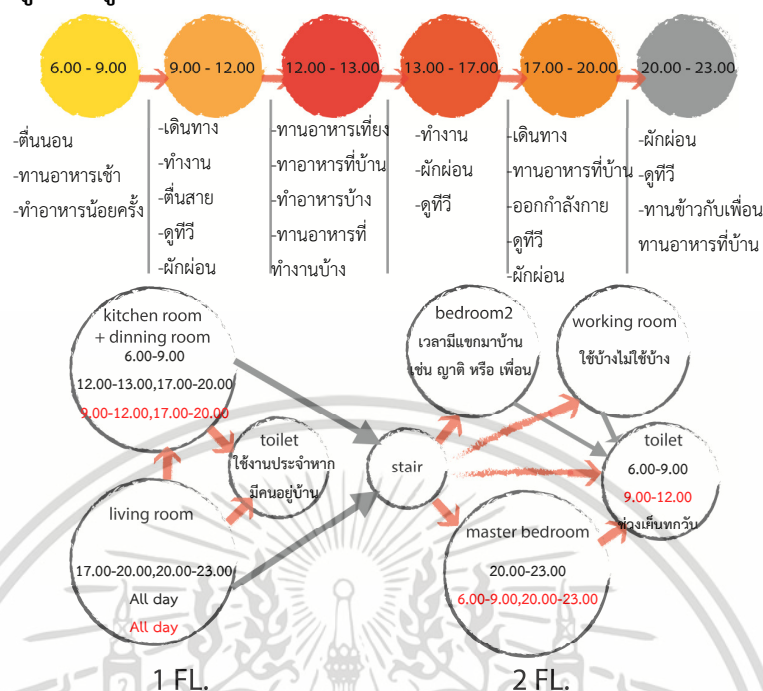 6.00 - 9.00
9.00 - 12.00
12.00 - 13.00
13.00 - 17.00
17.00 - 20.00
20.00 - 23.00
-ตื่นนอน
-ทานอาหารเช้า
-ทำอาหารน้อยครั้ง
-เดินทาง
-ทำงาน
-ตื่นสาย
-ดูทีวี
-ผักผ่อน
-ทานอาหารเที่ยง
-ทาอาหารที่บ้าน
-ทำอาหารบ้าง
-ทานอาหารที่
ทำงานบ้าง
-ทำงาน
-ผักผ่อน
-ดูทีวี
-เดินทาง
-ทานอาหารที่บ้าน
-ออกกำลังกาย
-ดูทีวี
-ผักผ่อน
-ผักผ่อน
-ดูทีวี
-ทานข้าวกับเพื่อน
ทานอาหารที่บ้าน
kitchen room
+ dinning room
6.00-9.00
12.00-13.00,17.00-20.00
9.00-12.00,17.00-20.00
toilet
ใช้งานประจำหาก
มีคนอยู่บ้าน
living room
17.00-20.00,20.00-23.00
All day
All day
stair
bedroom2
เวลามีแขกมาบ้าน
เช่น ญาติ หรือ เพื่อน
working room
ใช้บ้างไม่ใช้บ้าง
toilet
6.00-9.00
9.00-12.00
ช่วงเย็นทุกวัน
master bedroom
20.00-23.00
6.00-9.00,20.00-23.00
1 FL.
2 FL.